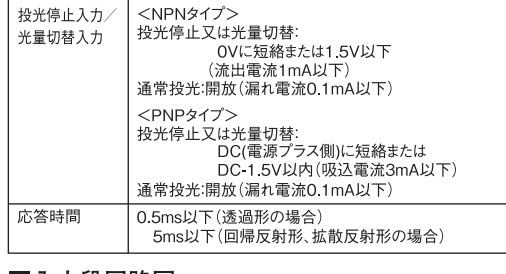 投光停止入力／
光量切替入力
<NPNタイプ>
投光停止又は光量切替:
0Vに短絡または1.5V以下
(流出電流1mA以下)
通常投光:開放(漏れ電流0.1mA以下)
<PNPタイプ>
投光停止又は光量切替:
DC(電源プラス側)に短絡または
DC-1.5V以内(吸込電流3mA以下)
通常投光:開放(漏れ電流0.1mA以下)
応答時間
0.5ms以下(透過形の場合)
5ms以下(回帰反射形、拡散反射形の場合)